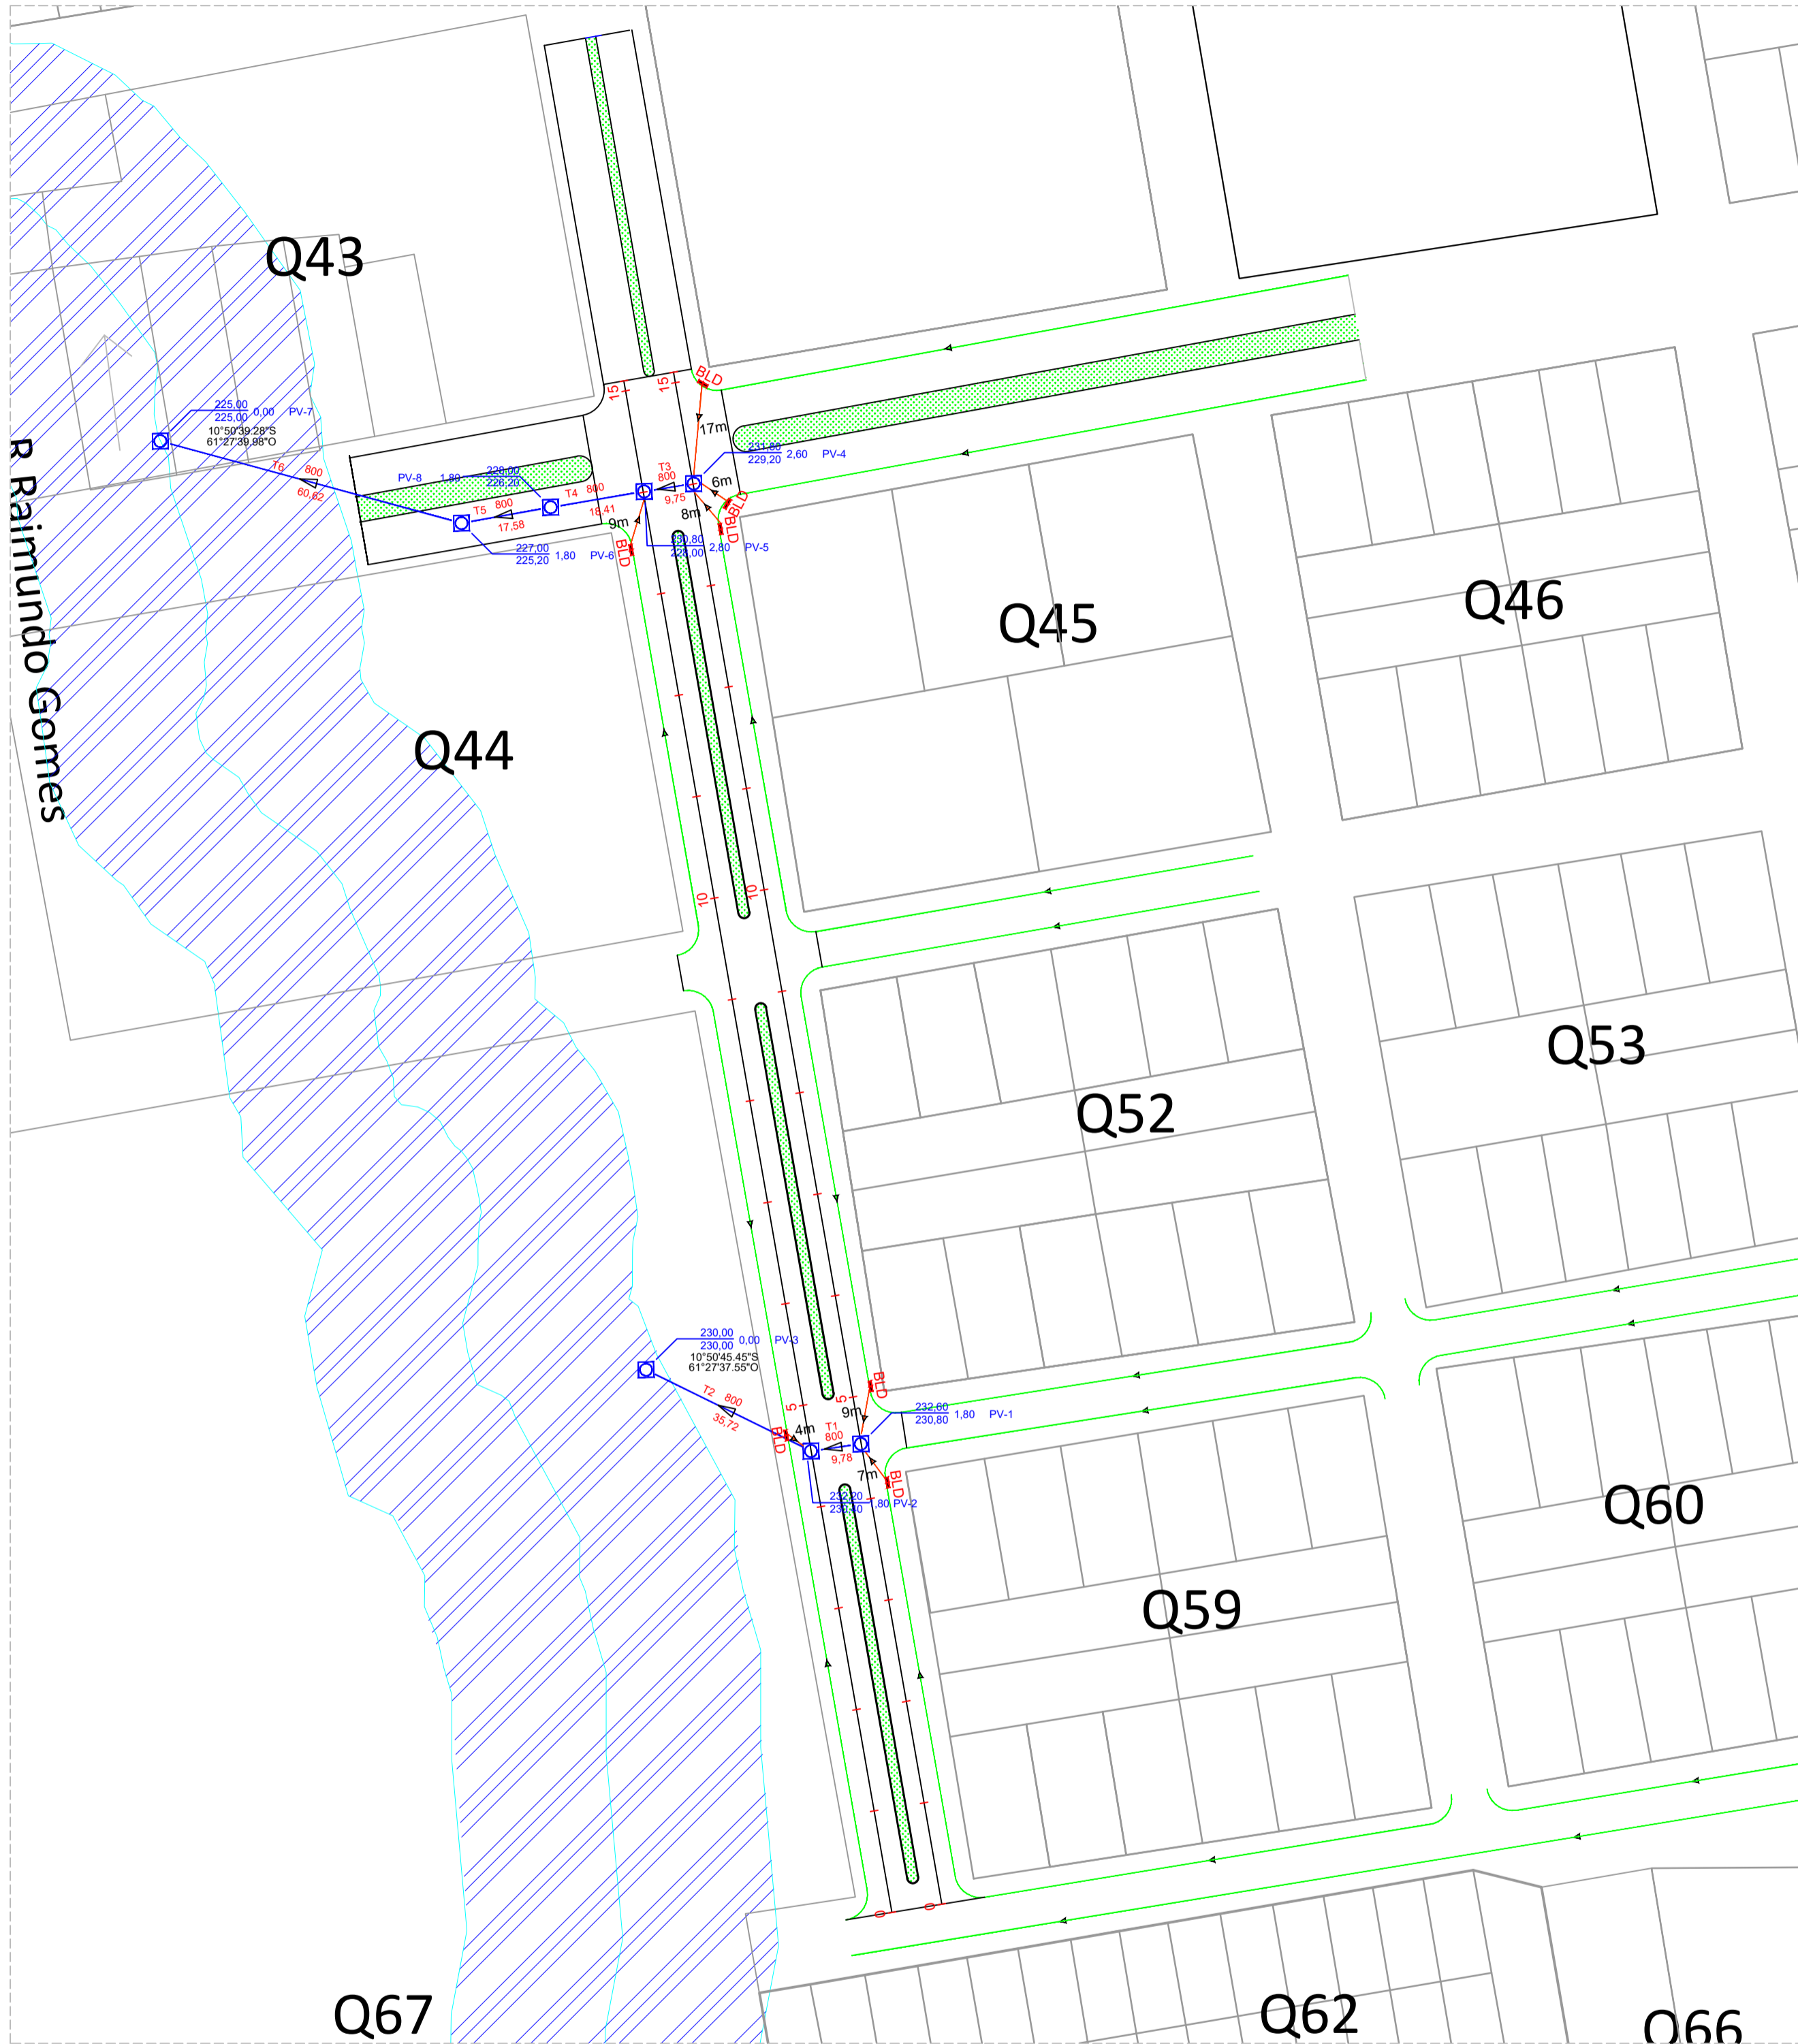 Q43
15
15
BLD
225,00
225,00
0,00
PV-7
10°50'39.28"S
61°27'39.98"O
17m
231,80
229,20
2,60
PV-4
R Raimundo Gomes
T6
800
60,62
PV-8
1,80
228,00
226,20
T3
800
9,75
6m
T4
800
18,41
BLD
T5
800
17,58
8m
BLD
9m
BLD
227,00
225,20
1,80
PV-6
230,80
228,00
2,80
PV-5
Q45
Q46
Q44
10
10
Q53
Q52
230,00
230,00
0,00
PV-3
10°50'45.45"S
61°27'37.55"O
T2
800
35,72
5
5
BLD
9m
232,60
230,80
1,80
PV-1
4m
BLD
T1
800
9,78
7m
BLD
232,20
230,40
1,80
PV-2
Q60
Q59
0
0
Q67
Q62
Q66